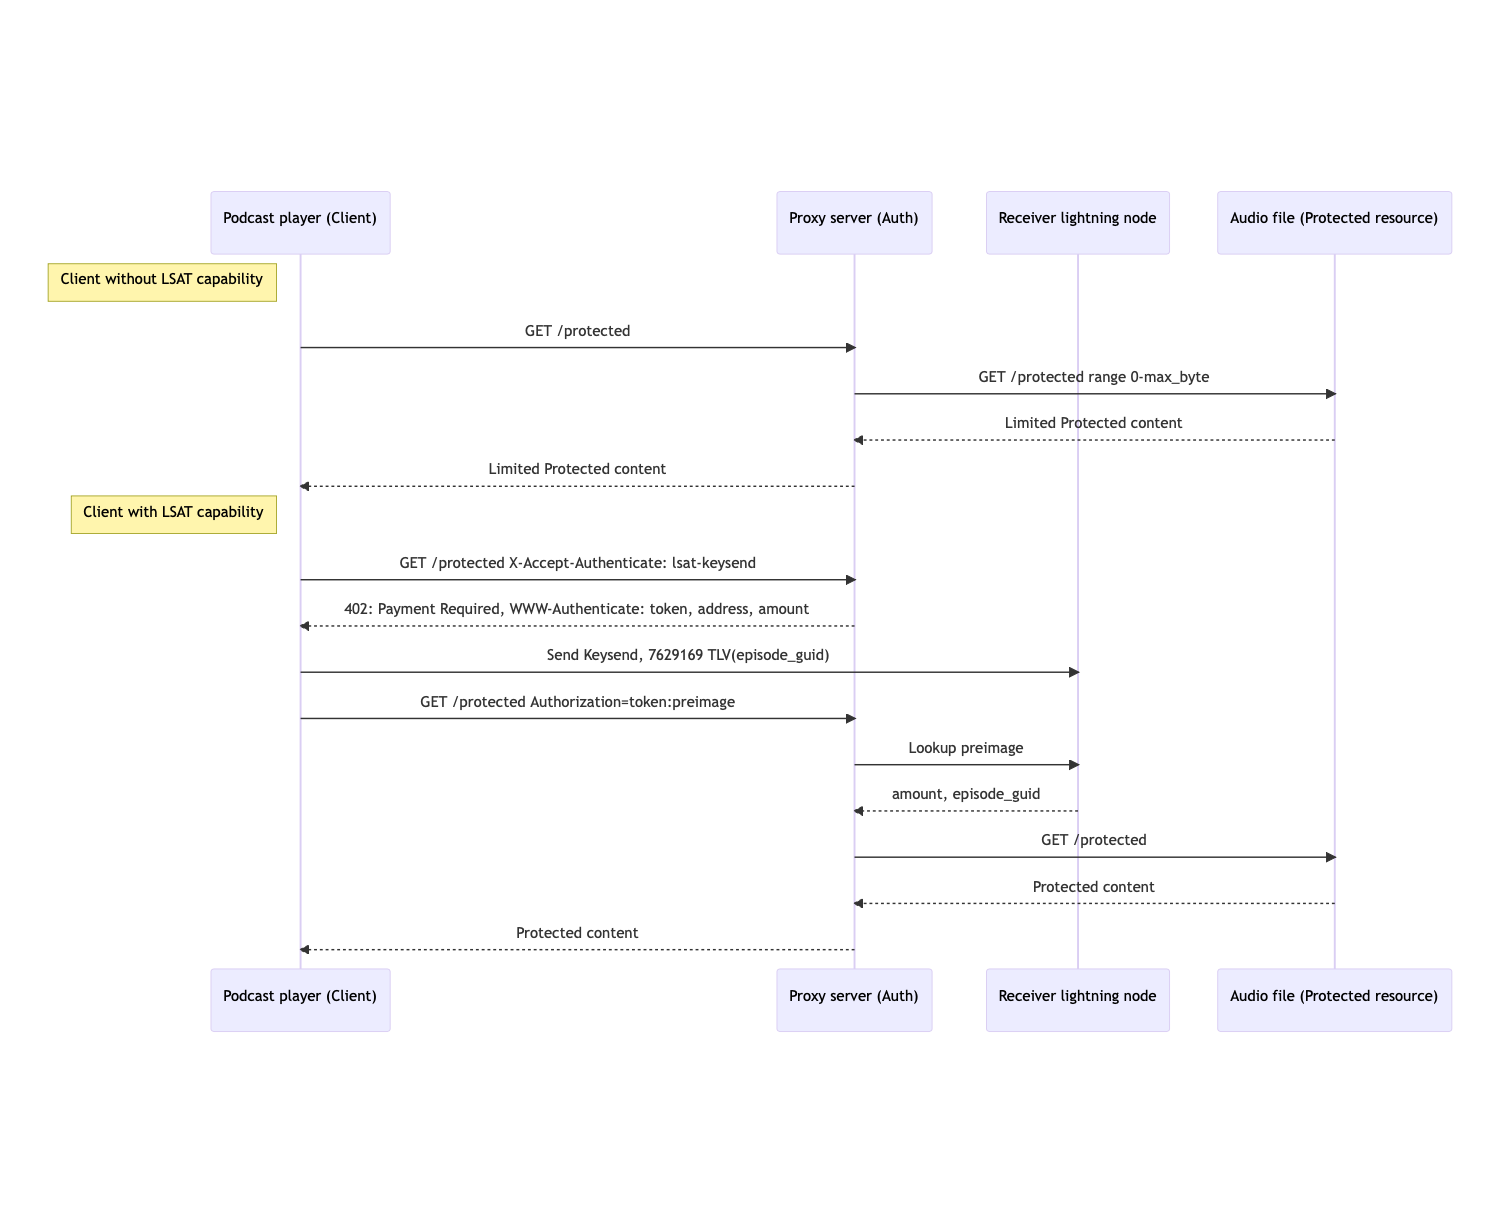 Podcast player (Client)
Proxy server (Auth)
Receiver lightning node
Audio file (Protected resource)
Client without LSAT capability
GET /protected
GET /protected range 0-max_byte
Limited Protected content
Limited Protected content
Client with LSAT capability
GET /protected X-Accept-Authenticate: lsat-keysend
402: Payment Required, WWW-Authenticate: token, address, amount
Send Keysend, 7629169 TLV(episode_guid)
GET /protected Authorization=token:preimage
Lookup preimage
amount, episode_guid
GET /protected
Protected content
Protected content
Podcast player (Client)
Proxy server (Auth)
Receiver lightning node
Audio file (Protected resource)